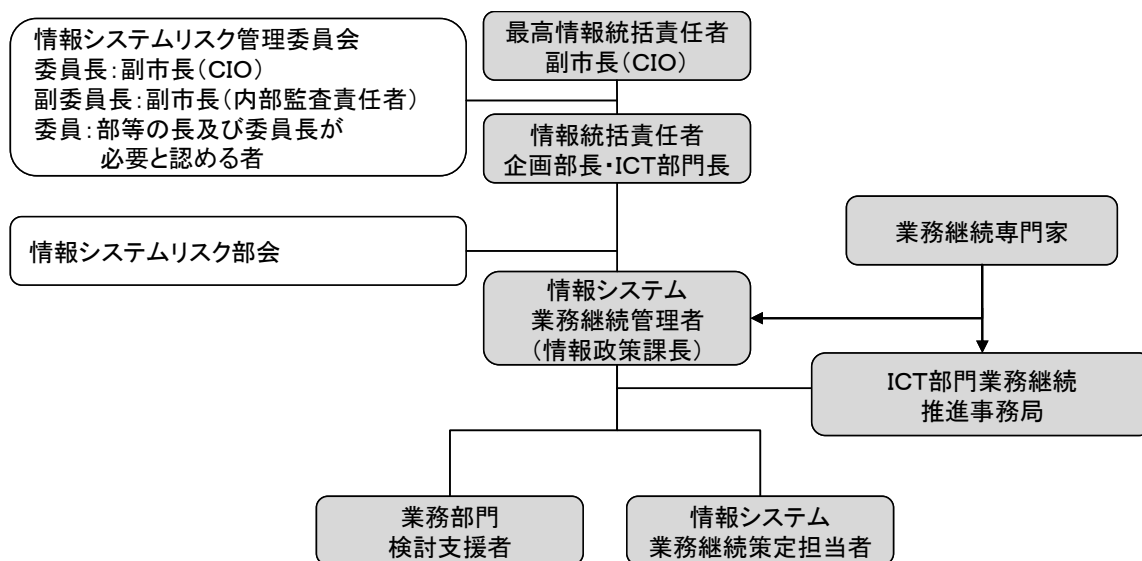 情報システムリスク管理委員会
委員長：副市長（CIO）
副委員長：副市長（内部監査責任者）
委員：部等の長及び委員長が
必要と認める者
最高情報統括責任者
副市長（CIO）
情報統括責任者
企画部長・ICT部門長
情報システムリスク部会
業務継続専門家
情報システム
業務継続管理者
（情報政策課長）
ICT部門業務継続
推進事務局
業務部門
検討支援者
情報システム
業務継続策定担当者